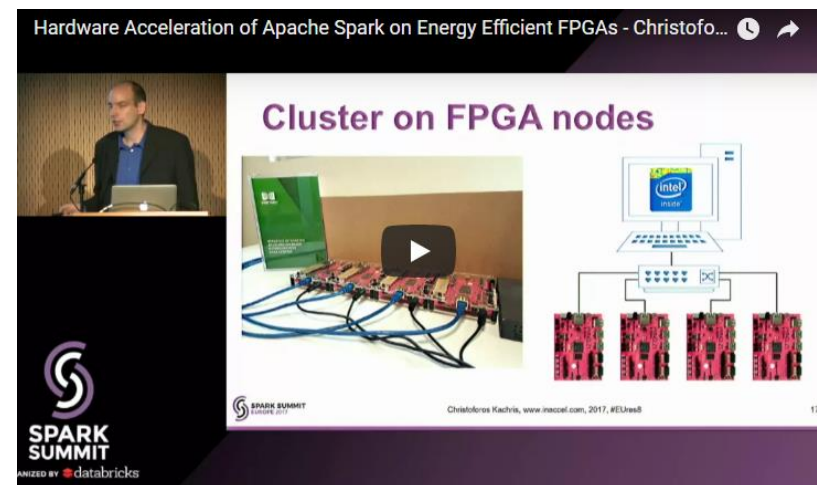 Hardware Acceleration of Apache Spark on Energy Efficient FPGAs - Christofo...
Cluster on FPGA nodes
intel
inside
SPARK SUMMIT
EUROPE 2017
Christoforos Kachris, www.inaccel.com, 2017, #EUres8
17
SPARK
SUMMIT
ANIZED BY databricks